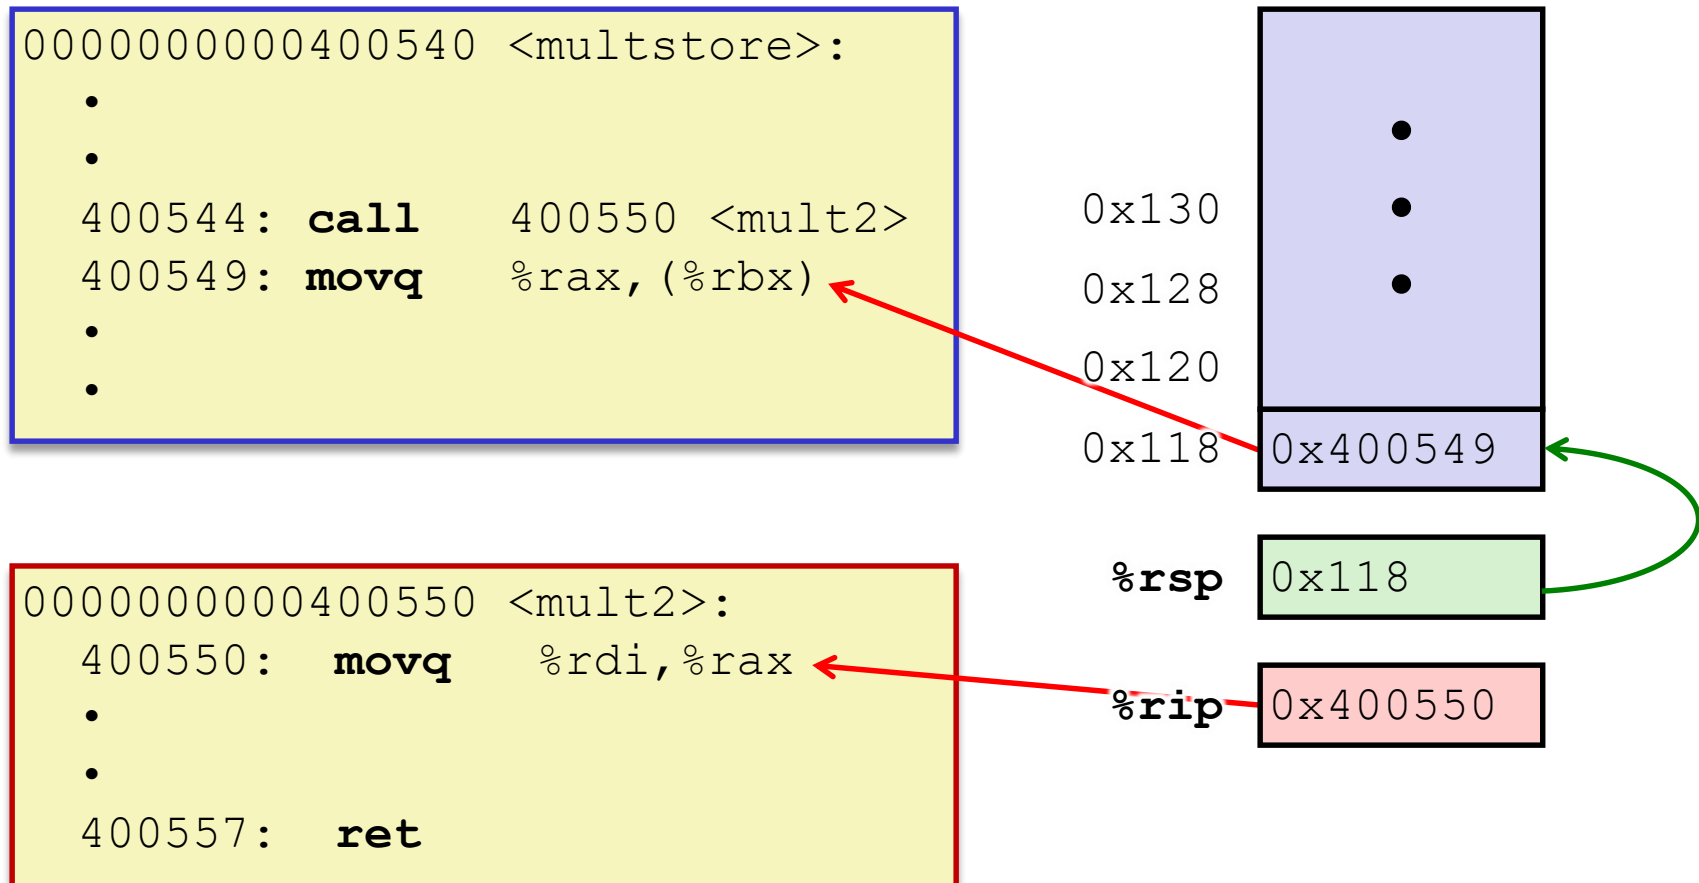 0000000000400540 <multstore>:
•
•
400544: call 400550 <mult2>
400549: movq %rax,(%rbx)
•
•
0000000000400550 <mult2>:
400550: movq %rdi,%rax
•
•
400557: ret
•
•
•
0x130
0x128
0x120
0x118 0x400549
%rsp 0x118
%rip 0x400550